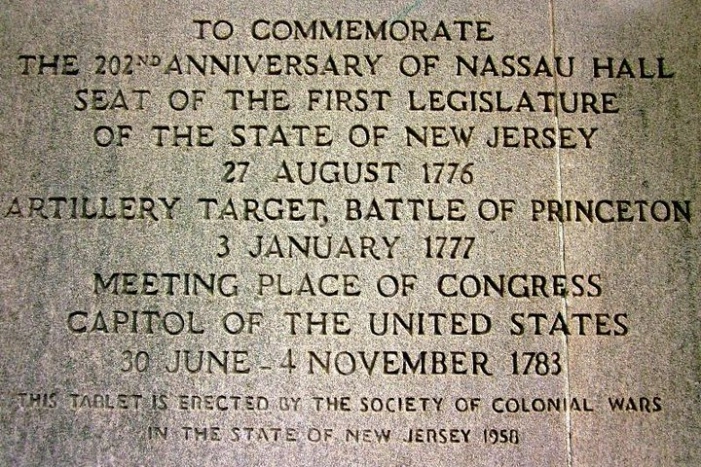 TO COMMEMORATE
THE 202ND ANNIVERSARY OF NASSAU HALL
SEAT OF THE FIRST LEGISLATURE
OF THE STATE OF NEW JERSEY
27 AUGUST 1776
ARTILLERY TARGET, BATTLE OF PRINCETON
3 JANUARY 1777
MEETING PLACE OF CONGRESS
CAPITOL OF THE UNITED STATES
30 JUNE - 4 NOVEMBER 1783
THIS TABLET IS ERECTED BY THE SOCIETY OF COLONIAL WARS
IN THE STATE OF NEW JERSEY 1958